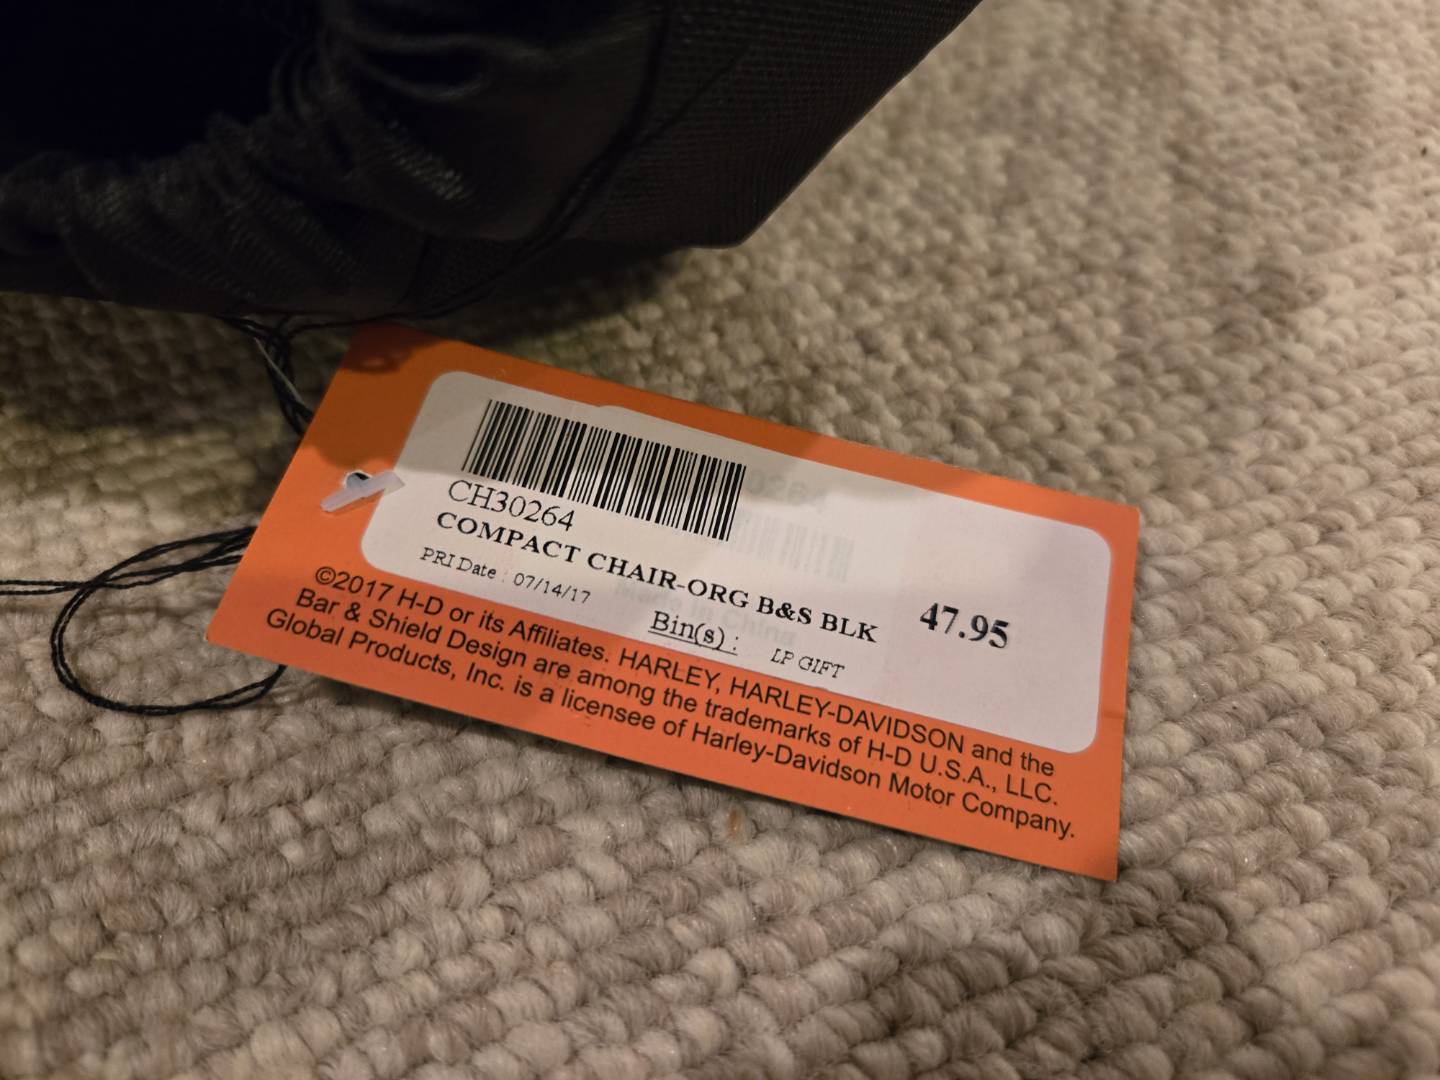 CH30264
COMPACT CHAIR-ORG B&S BLK
47.95
PRI Date : 07/14/17
Bin(s) : LP GIFT
©2017 H-D or its Affiliates. HARLEY, HARLEY-DAVIDSON and the
Bar & Shield Design are among the trademarks of H-D U.S.A., LLC.
Global Products, Inc. is a licensee of Harley-Davidson Motor Company.